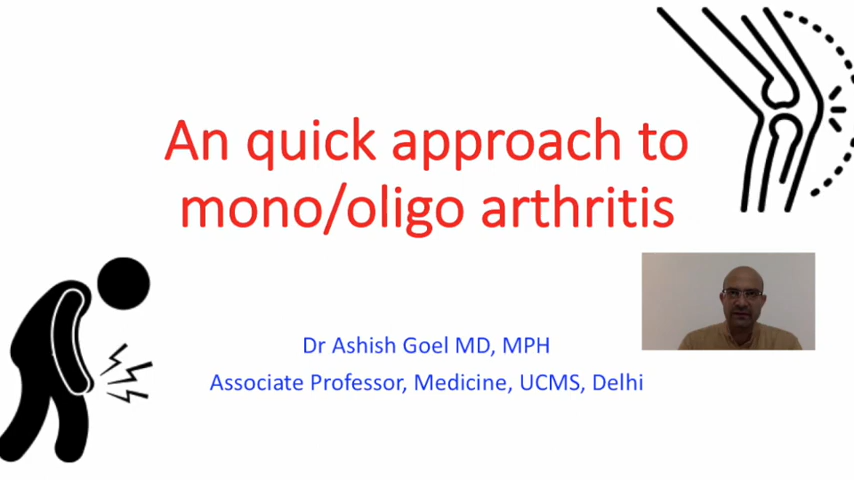 An quick approach to
mono/oligo arthritis
Dr Ashish Goel MD, MPH
Associate Professor, Medicine, UCMS, Delhi